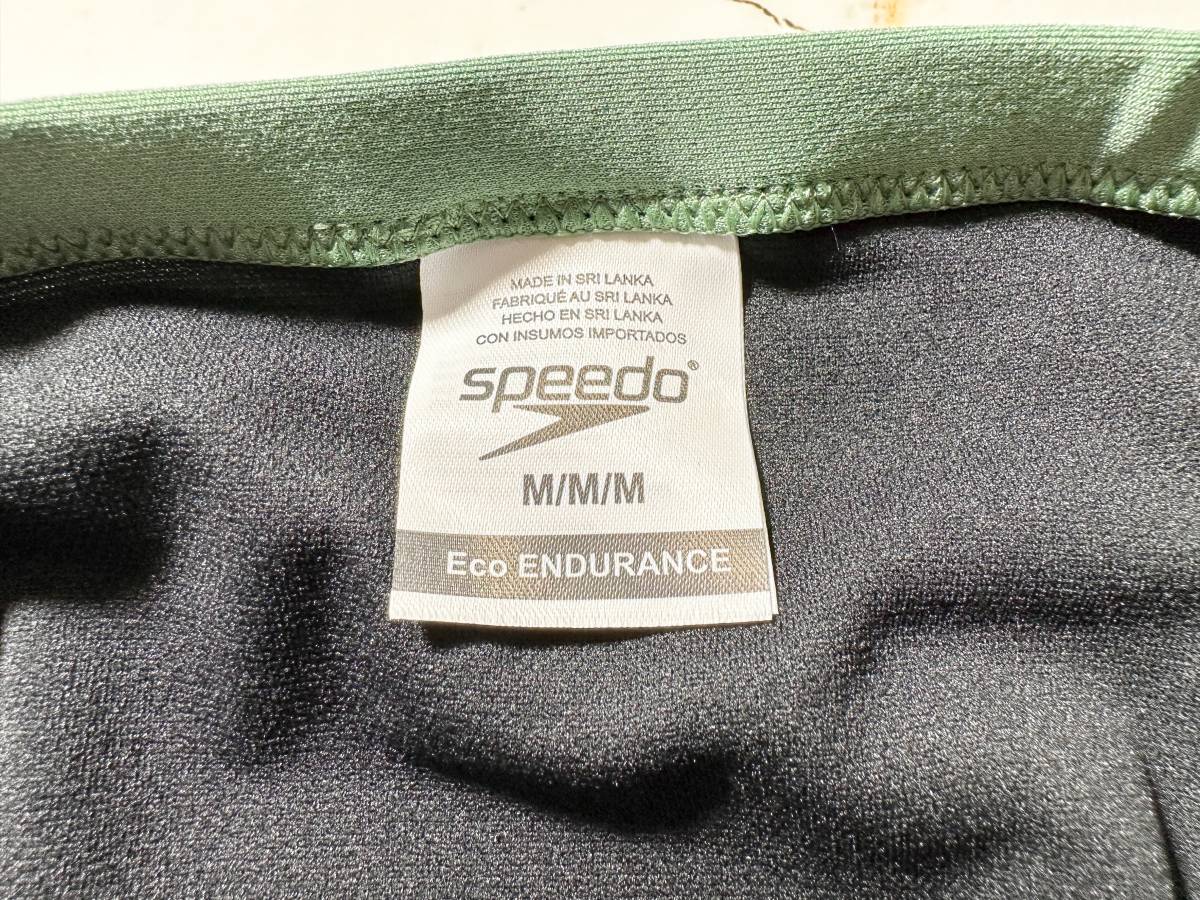 MADE IN SRI LANKA
FABRIQUÉ AU SRI LANKA
HECHO EN SRI LANKA
CON INSUMOS IMPORTADOS
speedo®
M/M/M
Eco ENDURANCE